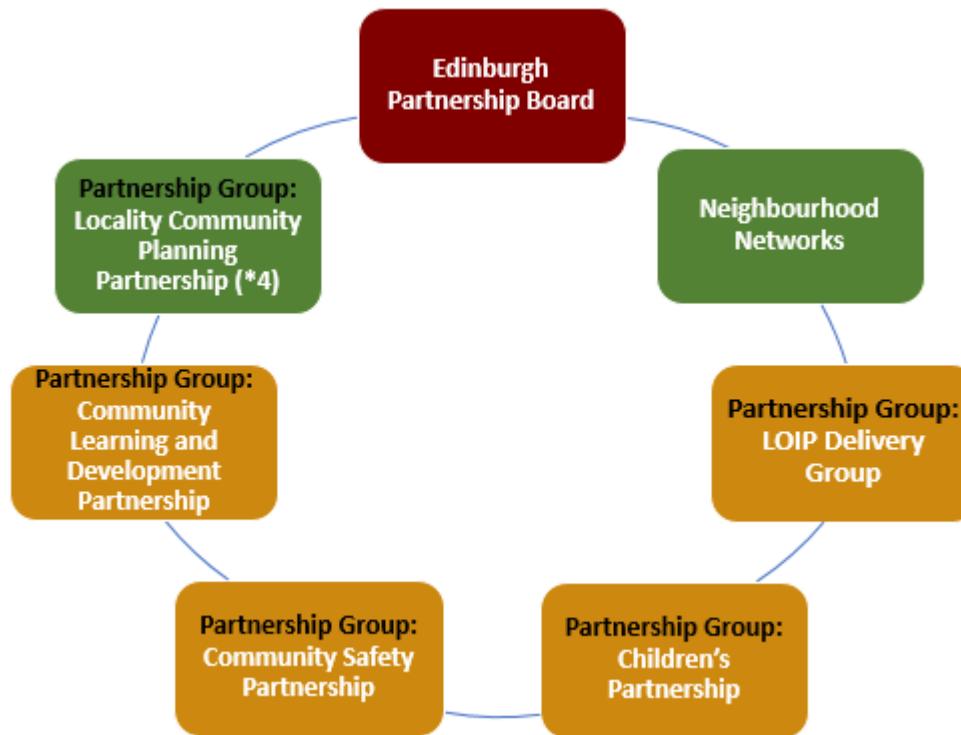 Edinburgh
Partnership Board
Partnership Group:
Locality Community
Planning
Partnership (*4)
Neighbourhood
Networks
Partnership Group:
Community
Learning and
Development
Partnership
Partnership Group:
LOIP Delivery
Group
Partnership Group:
Community Safety
Partnership
Partnership Group:
Children’s
Partnership